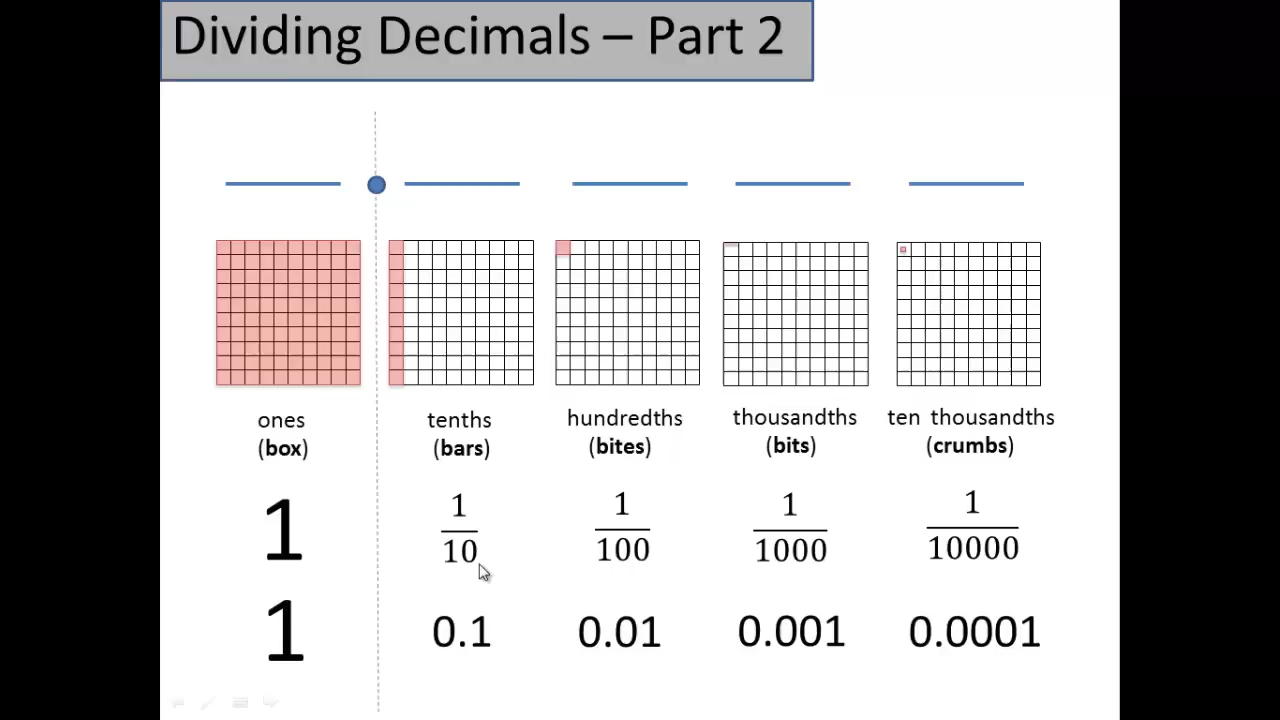 Dividing Decimals – Part 2
ones tenths hundredths thousandths ten thousandths
(box) (bars) (bites) (bits) (crumbs)
1 1/10 1/100 1/1000 1/10000
1 0.1 0.01 0.001 0.0001